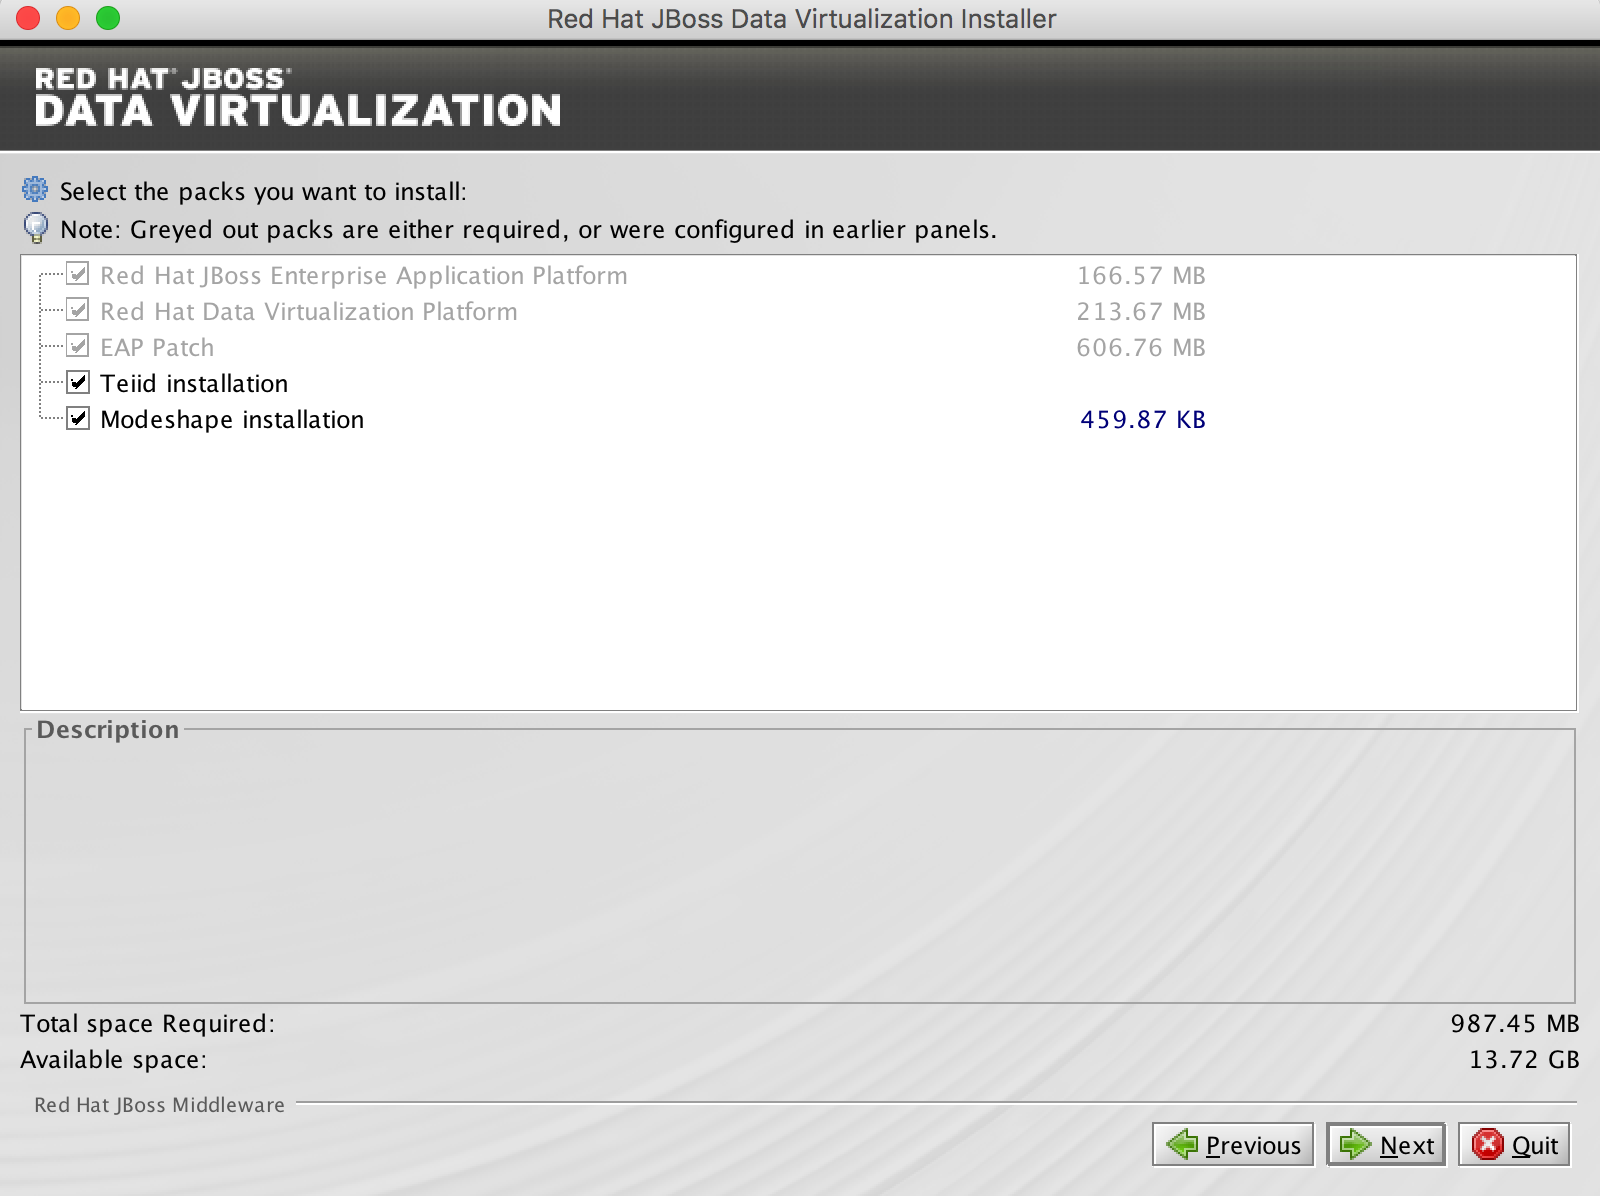 Red Hat JBoss Data Virtualization Installer
RED HAT JBOSS
DATA VIRTUALIZATION
Select the packs you want to install:
Note: Greyed out packs are either required, or were configured in earlier panels.
Red Hat JBoss Enterprise Application Platform 166.57 MB
Red Hat Data Virtualization Platform 213.67 MB
EAP Patch 606.76 MB
Teiid installation
Modeshape installation 459.87 KB
Description
Total space Required: 987.45 MB
Available space: 13.72 GB
Red Hat JBoss Middleware
Previous Next Quit